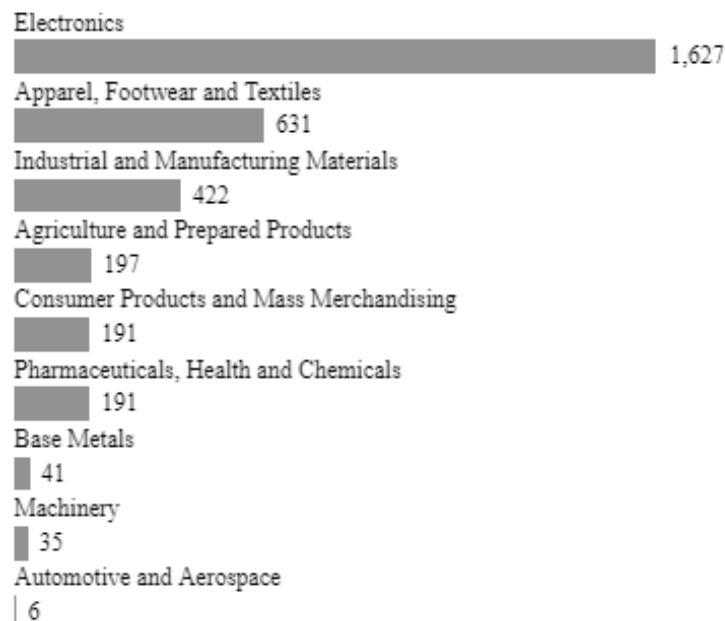 Electronics
1,627
Apparel, Footwear and Textiles
631
Industrial and Manufacturing Materials
422
Agriculture and Prepared Products
197
Consumer Products and Mass Merchandising
191
Pharmaceuticals, Health and Chemicals
191
Base Metals
41
Machinery
35
Automotive and Aerospace
6